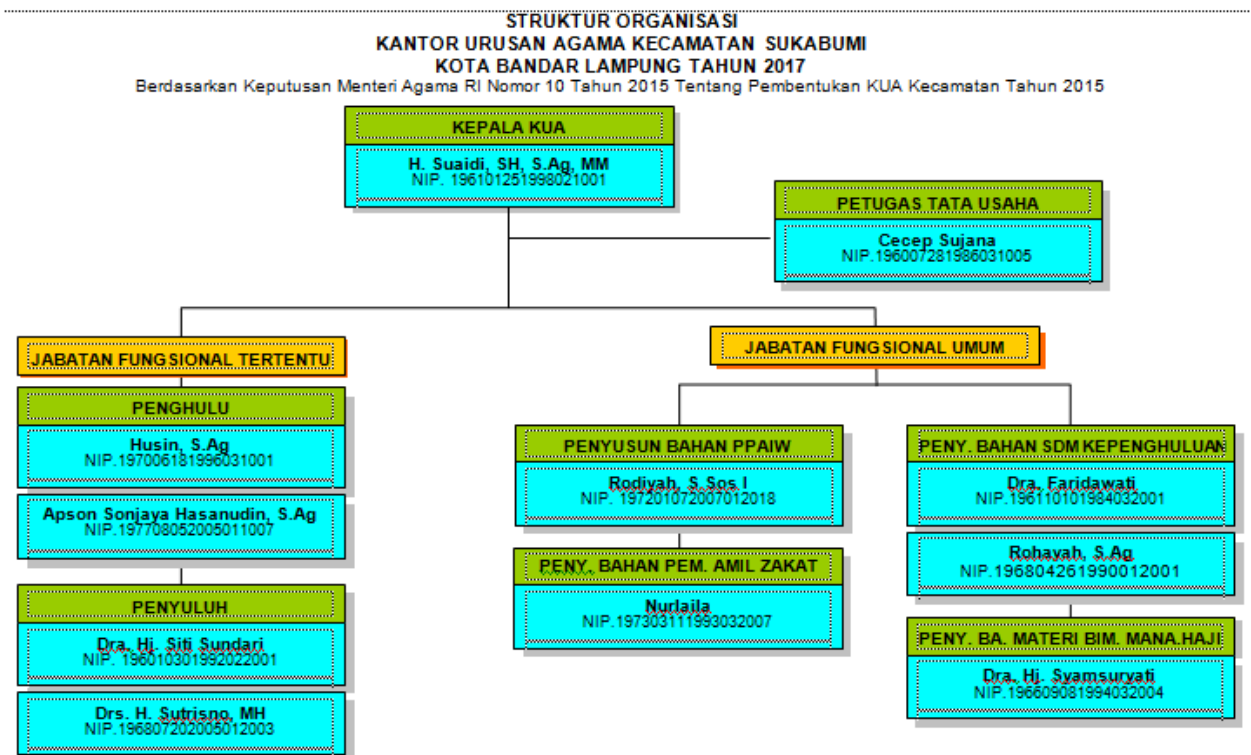 STRUKTUR ORGANISASI
KANTOR URUSAN AGAMA KECAMATAN SUKABUMI
KOTA BANDAR LAMPUNG TAHUN 2017
Berdasarkan Keputusan Menteri Agama RI Nomor 10 Tahun 2015 Tentang Pembentukan KUA Kecamatan Tahun 2015
KEPALA KUA
H. Suaidi, SH, S.Ag, MM
NIP. 196101251998021001
PETUGAS TATA USAHA
Cecep Sujana
NIP.196007281986031005
JABATAN FUNGSIONAL TERTENTU
PENGHULU
Husin, S.Ag
NIP.197006181996031001
Apson Sonjaya Hasanudin, S.Ag
NIP.197708052005011007
PENYULUH
Dra. Hj. Siti Sundari
NIP. 196010301992022001
Drs. H. Sutrisno, MH
NIP.196807202005012003
JABATAN FUNGSIONAL UMUM
PENYUSUN BAHAN PPAIW
Rodiyah, S.Sos I
NIP. 197201072007012018
PENY. BAHAN PEM. AMIL ZAKAT
Nurlaila
NIP.197303111993032007
PENY. BAHAN SDM KEPENGHULUAN
Dra. Faridawati
NIP.196110101984032001
Rohayah, S.Ag
NIP.196804261990012001
PENY. BA. MATERI BIM. MANA.HAJI
Dra. Hj. Syamsuryati
NIP.196609081994032004